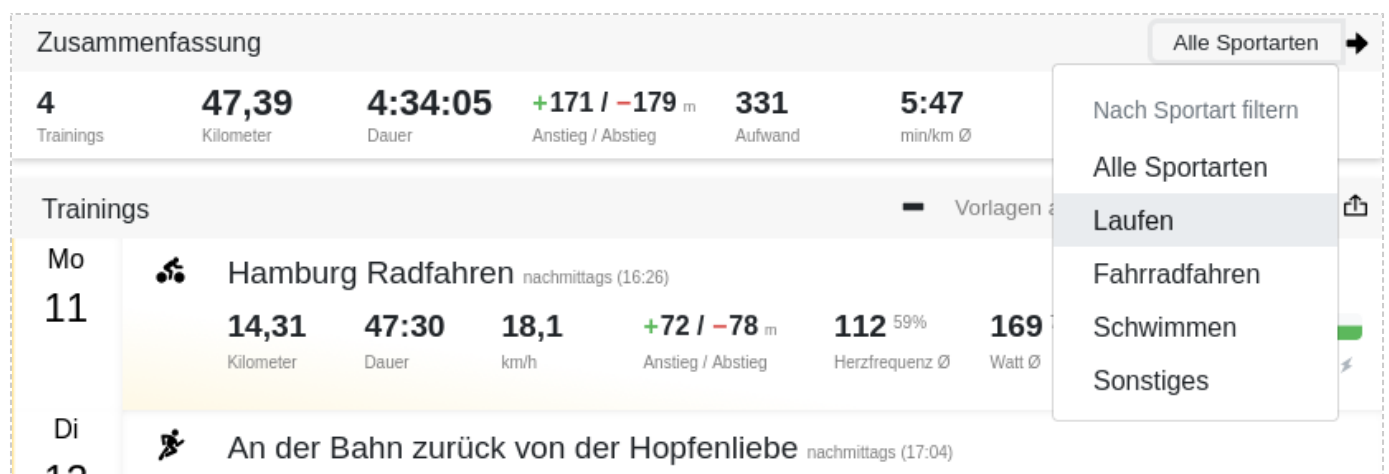 Zusammenfassung
Alle Sportarten
4 47,39 4:34:05 +171 / −179 m 331 5:47
Trainings Kilometer Dauer Anstieg / Abstieg Aufwand min/km Ø
Nach Sportart filtern
Alle Sportarten
Laufen
Fahrradfahren
Schwimmen
Sonstiges
Trainings
Vorlagen
Mo
11
Hamburg Radfahren nachmittags (16:26)
14,31 47:30 18,1 +72 / −78 m 112 59% 169
Kilometer Dauer km/h Anstieg / Abstieg Herzfrequenz Ø Watt Ø
Di
An der Bahn zurück von der Hopfenliebe nachmittags (17:04)